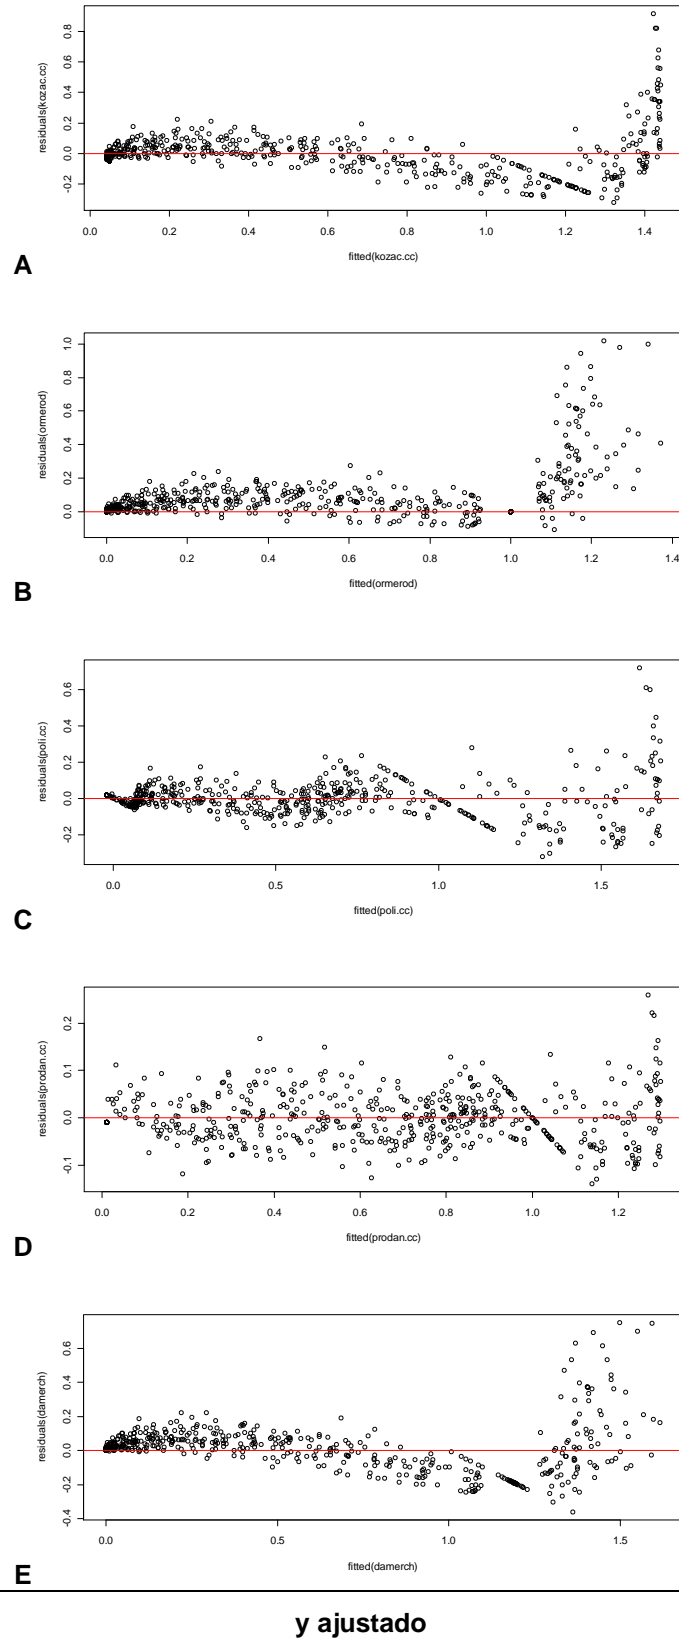 residuals(kozac.cc)
0.8
0.6
0.4
0.2
0.0
-0.2
0.0 0.2 0.4 0.6 0.8 1.0 1.2 1.4
fitted(kozac.cc)
A
residuals(ormerod)
1.0
0.8
0.6
0.4
0.2
0.0
0.0 0.2 0.4 0.6 0.8 1.0 1.2 1.4
fitted(ormerod)
B
residuals(poli.cc)
0.6
0.4
0.2
0.0
-0.2
0.0 0.5 1.0 1.5
fitted(poli.cc)
C
residuals(prodan.cc)
0.2
0.1
0.0
-0.1
0.0 0.2 0.4 0.6 0.8 1.0 1.2
fitted(prodan.cc)
D
residuals(damerch)
0.6
0.4
0.2
0.0
-0.2
-0.4
0.0 0.5 1.0 1.5
fitted(damerch)
E
y ajustado